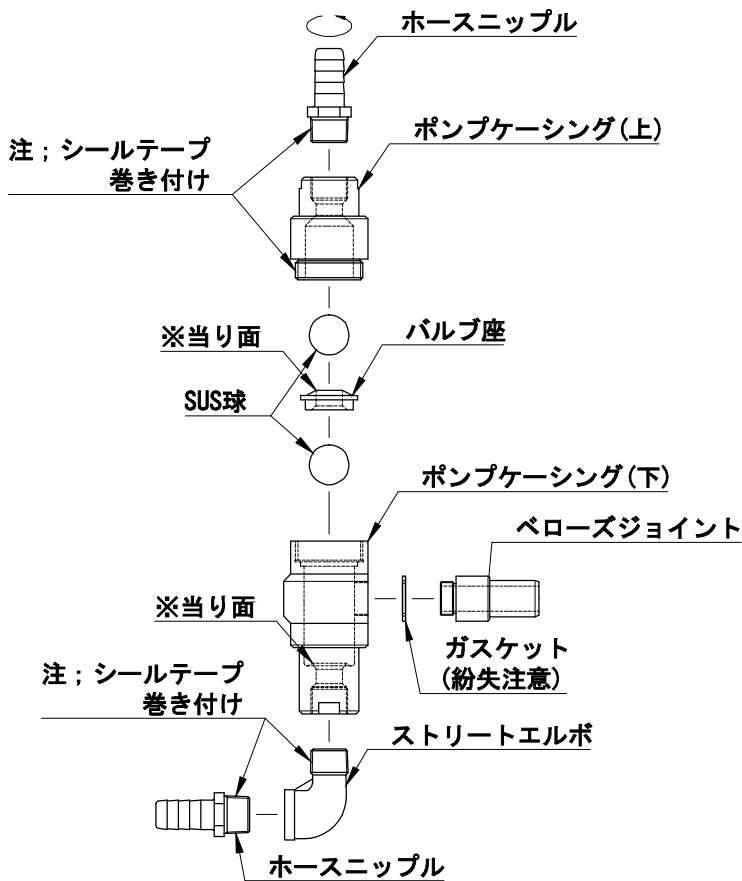 ホースニップル
ポンプケーシング(上)
注；シールテープ
巻き付け
※当り面
バルブ座
SUS球
ポンプケーシング(下)
ベローズジョイント
※当り面
ガスケット
(紛失注意)
注；シールテープ
巻き付け
ストリートエルボ
ホースニップル